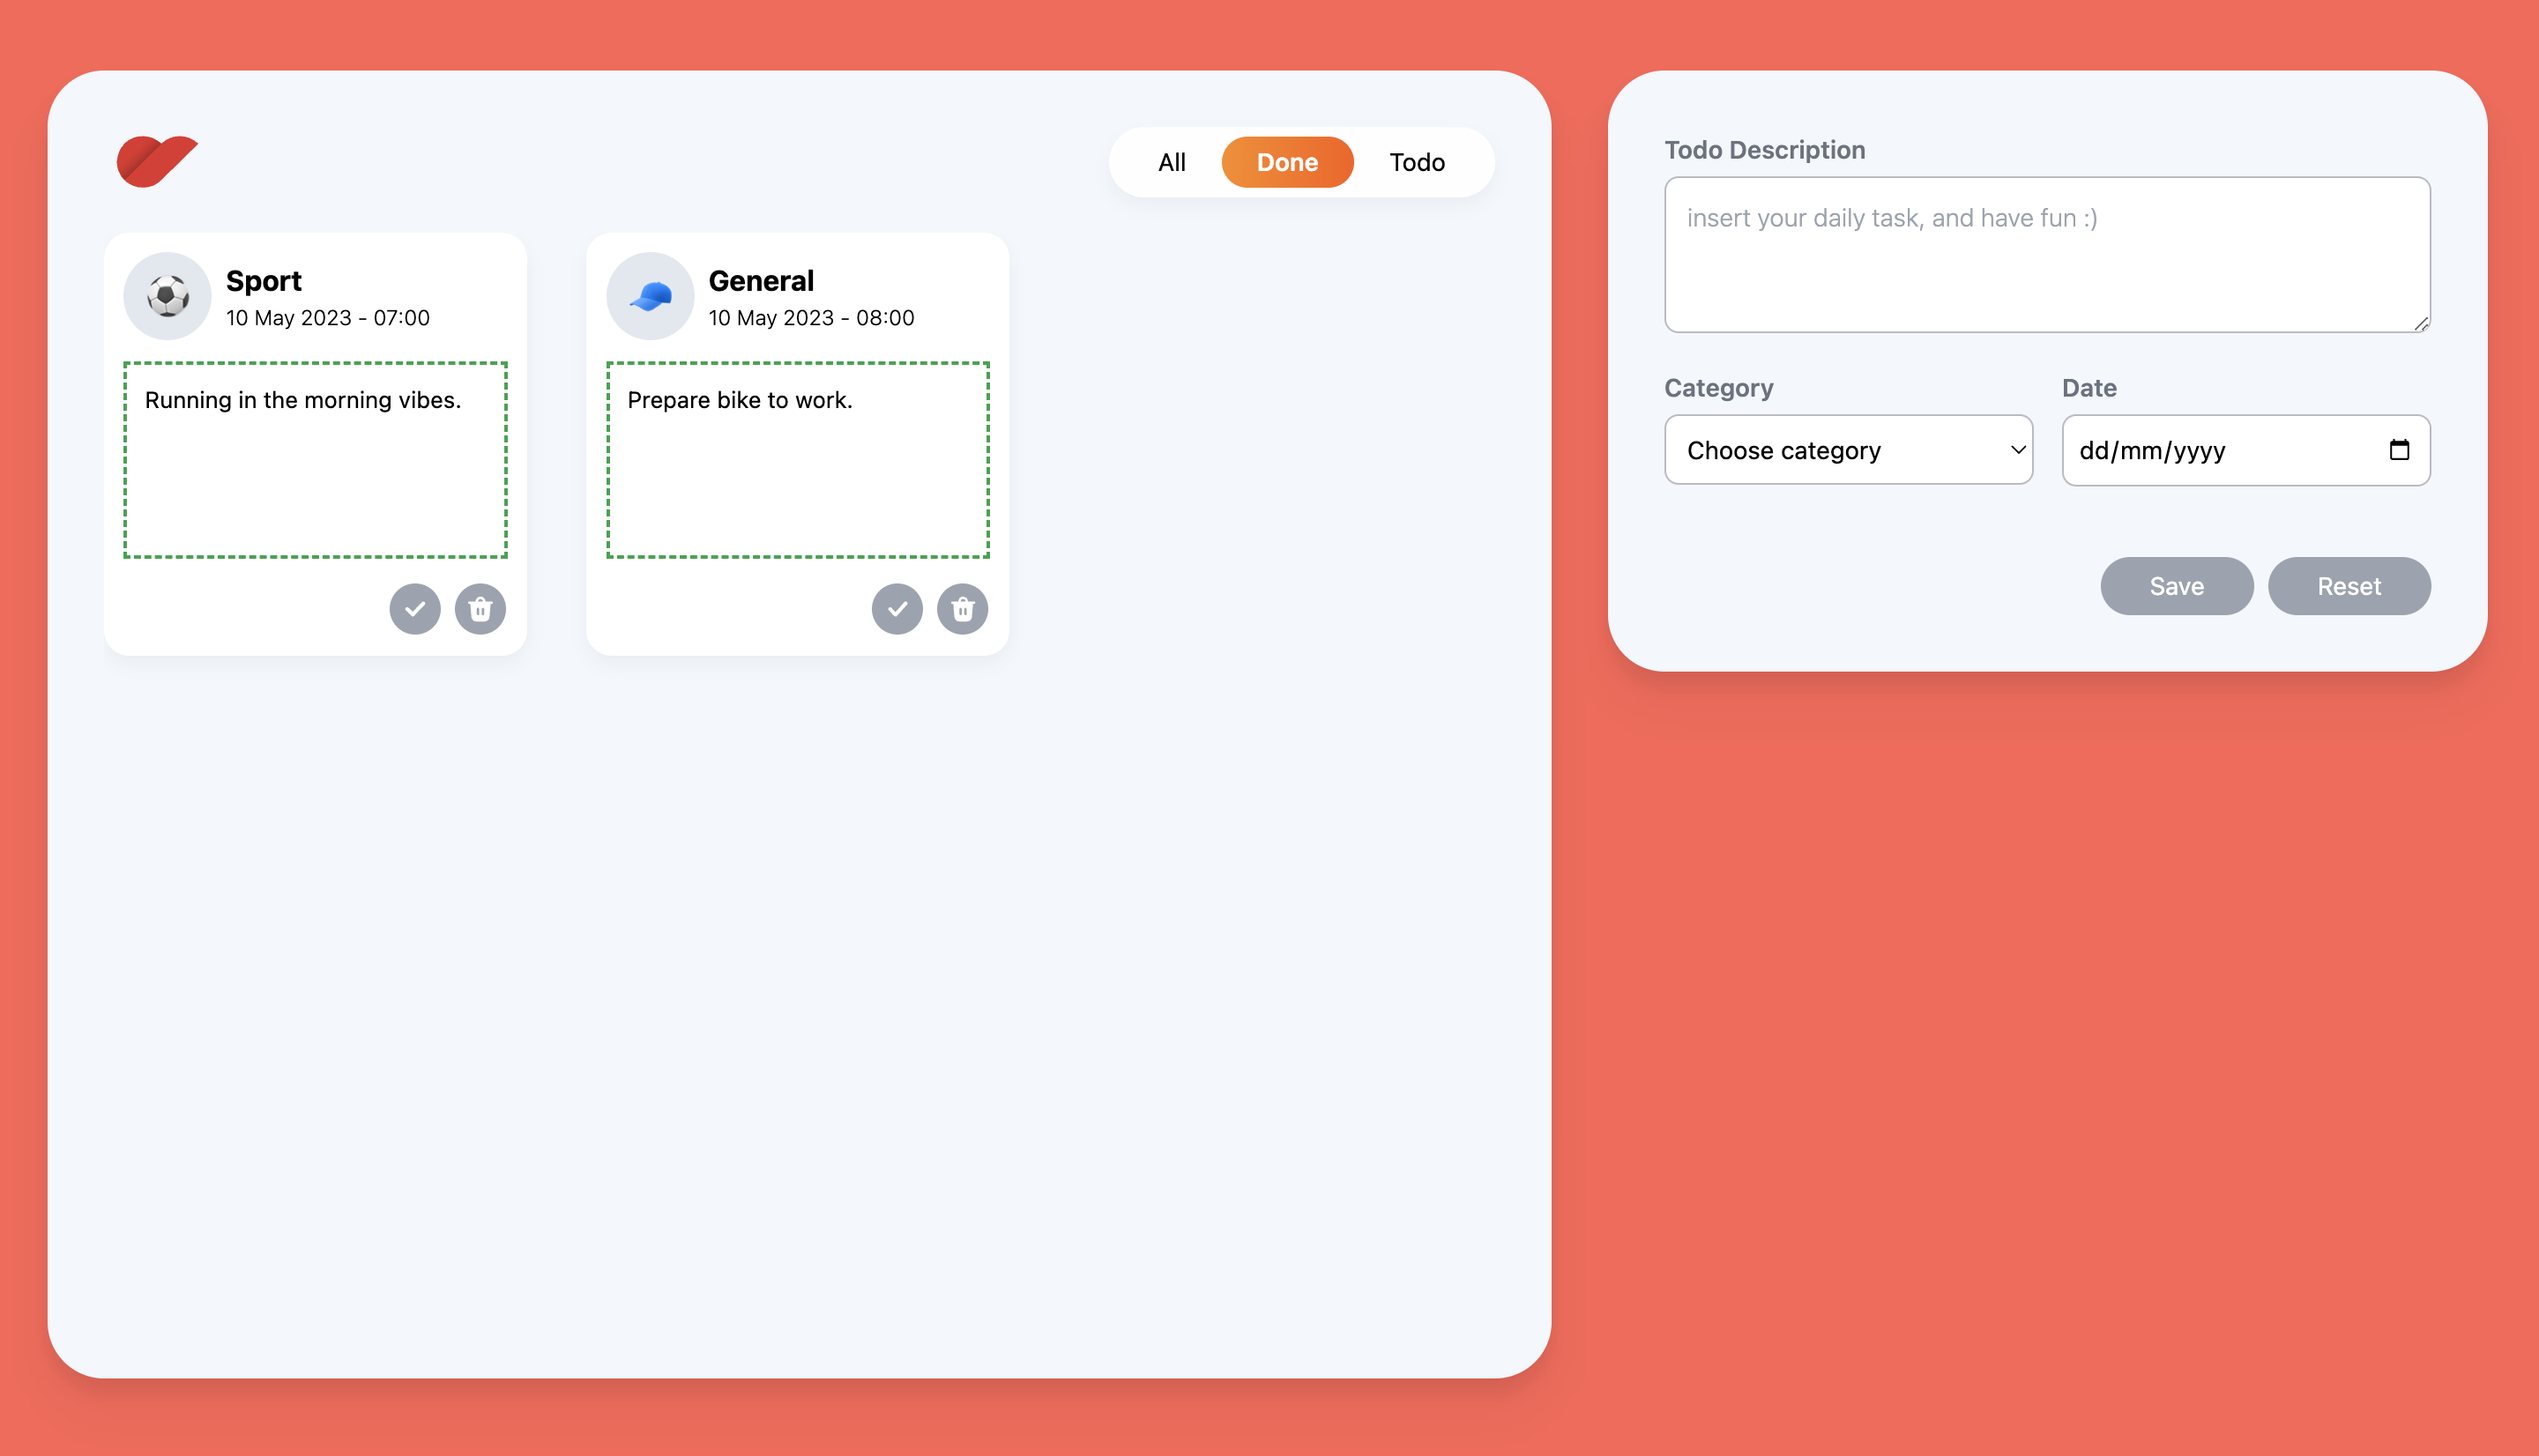 All
Done
Todo
Sport
10 May 2023 - 07:00
Running in the morning vibes.
General
10 May 2023 - 08:00
Prepare bike to work.
Todo Description
insert your daily task, and have fun :)
Category
Choose category
Date
dd/mm/yyyy
Save
Reset